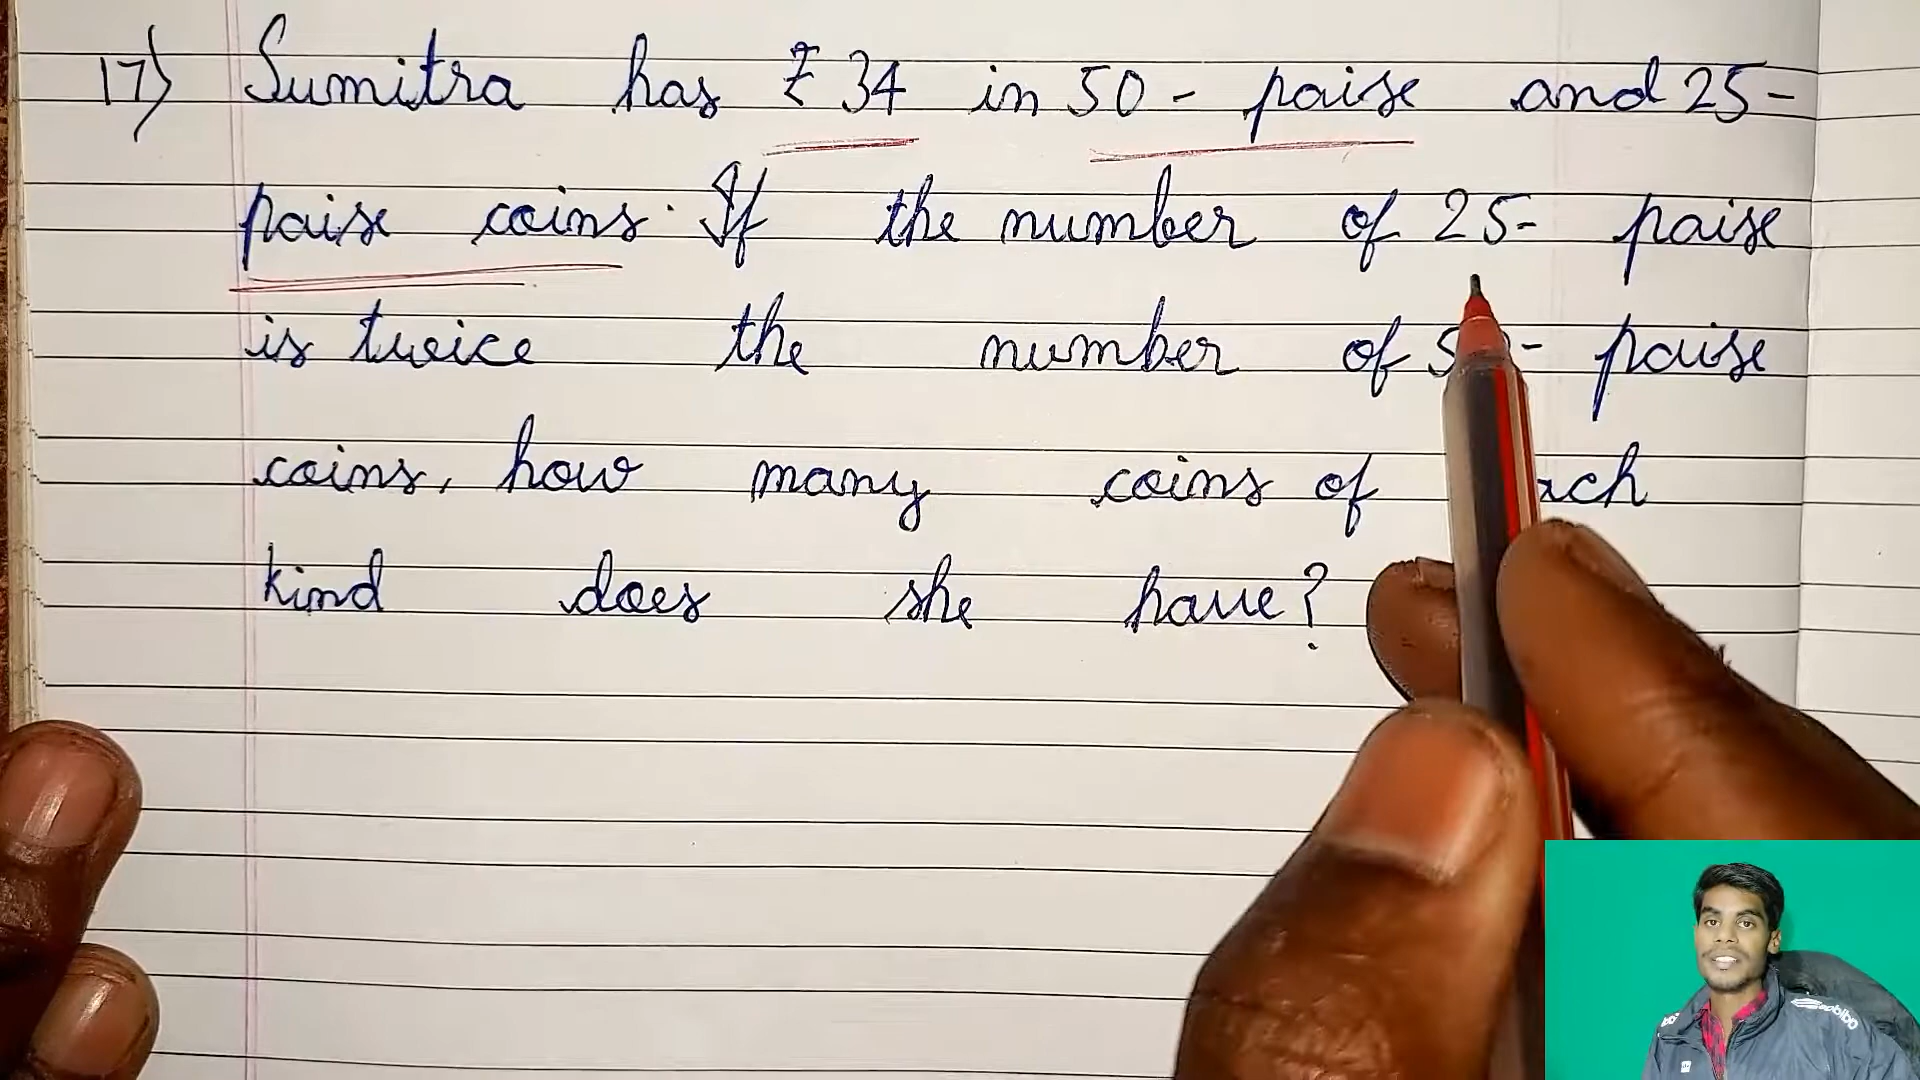 17) Sumitra has ₹ 34 in 50 - paise and 25 -
paise coins. If the number of 25 - paise
is twice the number of - paise
coins, how many coins of
kind does she have?